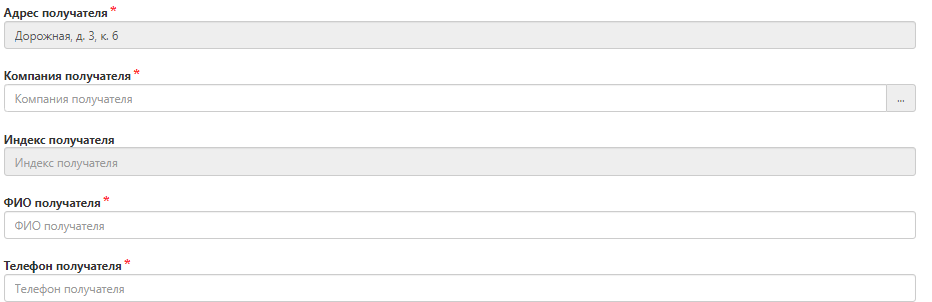 Адрес получателя *
Дорожная, д. 3, к. 6
Компания получателя *
Компания получателя ...
Индекс получателя
Индекс получателя
ФИО получателя *
ФИО получателя
Телефон получателя *
Телефон получателя